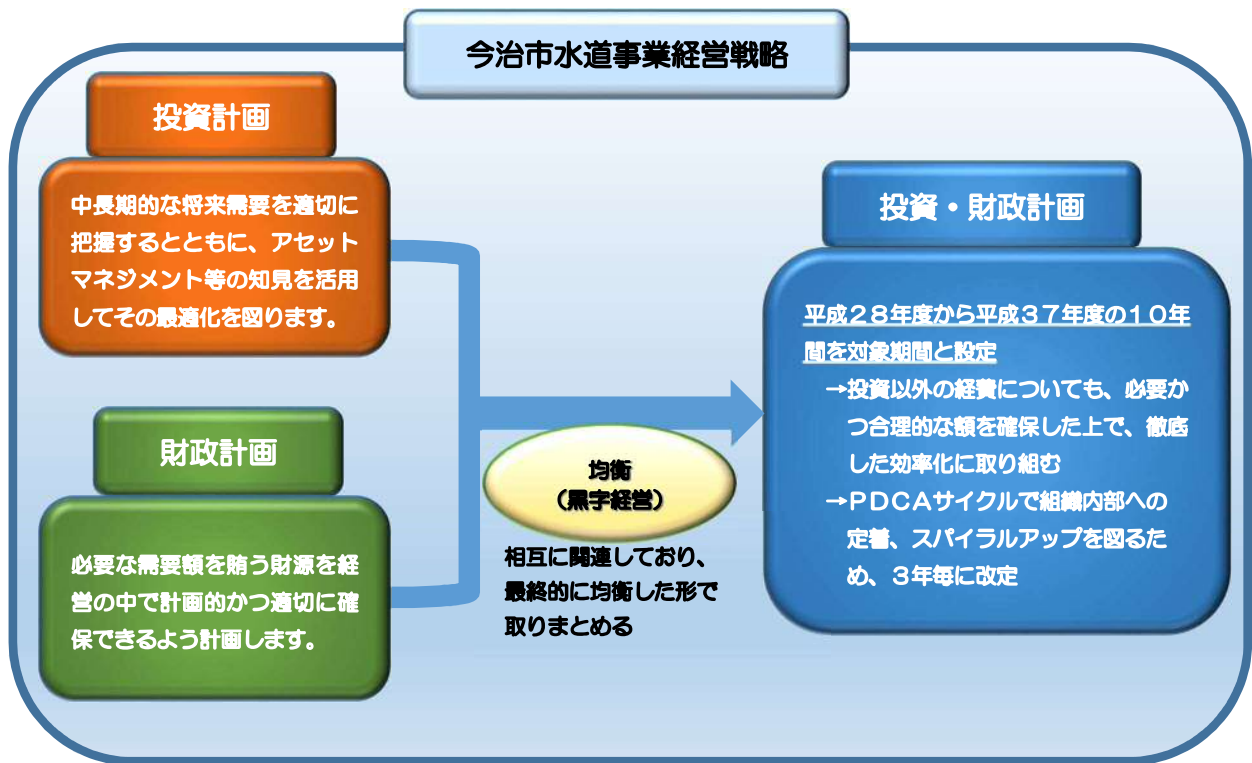 今治市水道事業経営戦略
投資計画
中長期的な将来需要を適切に
把握するとともに、アセット
マネジメント等の知見を活用
してその最適化を図ります。
財政計画
必要な需要額を賄う財源を経
営の中で計画的かつ適切に確
保できるよう計画します。
均衡
（黒字経営）
相互に関連しており、
最終的に均衡した形で
取りまとめる
投資・財政計画
平成２８年度から平成３７年度の１０年
間を対象期間と設定
→投資以外の経費についても、必要か
つ合理的な額を確保した上で、徹底
した効率化に取り組む
→ＰＤＣＡサイクルで組織内部への
定着、スパイラルアップを図るた
め、３年毎に改定